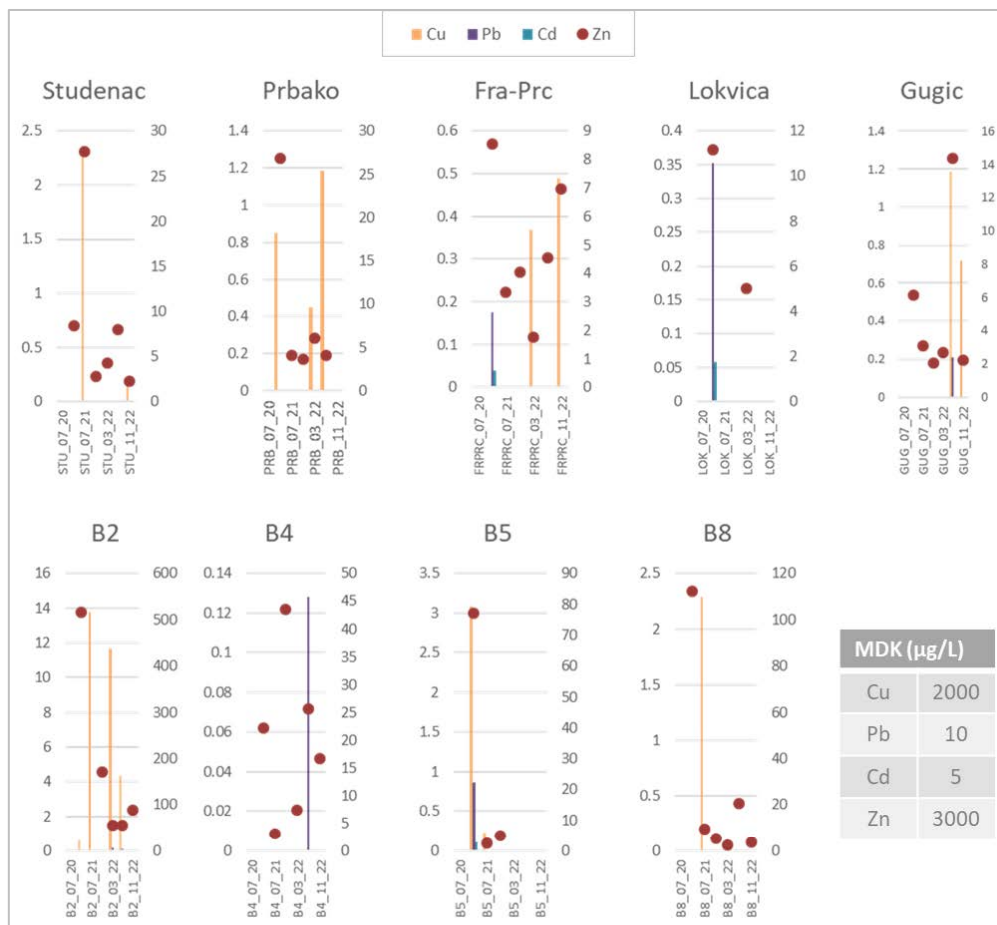 Cu Pb Cd Zn
Studenac Prbako Fra-Prc Lokvica Gugic
2.5 30 1.4 30 0.6 9 0.4 12 1.4 16
2 25 1.2 25 0.5 8 0.35 10 1.2 14
1.5 20 1 20 0.4 7 0.3 8 1 12
1 15 0.8 15 0.3 6 0.25 6 0.8 10
0.5 10 0.6 10 0.2 5 0.2 4 0.6 8
0 5 0.4 5 0.1 4 0.15 2 0.4 6
0 0.2 0 0 3 0.1 0 0.2 4
0 2 0.05 0 2
1 0 0
0
STU_07_20 STU_07_21 STU_03_22 STU_11_22
PRB_07_20 PRB_07_21 PRB_03_22 PRB_11_22
FRPRC_07_20 FRPRC_07_21 FRPRC_03_22 FRPRC_11_22
LOK_07_20 LOK_07_21 LOK_03_22 LOK_11_22
GUG_07_20 GUG_07_21 GUG_03_22 GUG_11_22
B2 B4 B5 B8
16 600 0.14 50 3.5 90 2.5 120
14 500 0.12 45 3 80 2 100
12 400 0.1 40 2.5 70 1.5 80
10 300 0.08 35 2 60 1 60
8 200 0.06 30 1.5 50 0.5 40
6 100 0.04 25 1 40 0 20
4 0 0.02 20 0.5 30 0
2 0 15 0 20
0 10 10
5 0
0
B2_07_20 B2_07_21 B2_03_22 B2_11_22
B4_07_20 B4_07_21 B4_03_22 B4_11_22
B5_07_20 B5_07_21 B5_03_22 B5_11_22
B8_07_20 B8_07_21 B8_03_22 B8_11_22
MDK (µg/L)
Cu 2000
Pb 10
Cd 5
Zn 3000